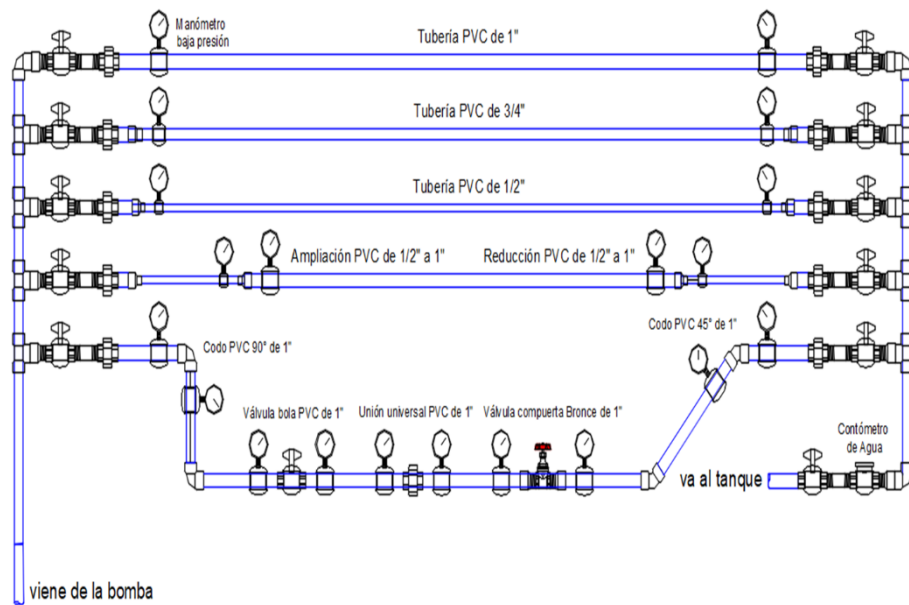 Manómetro
baja presión
Tubería PVC de 1"
Tubería PVC de 3/4"
Tubería PVC de 1/2"
Ampliación PVC de 1/2" a 1"
Reducción PVC de 1/2" a 1"
Codo PVC 90° de 1"
Codo PVC 45° de 1"
Válvula bola PVC de 1"
Unión universal PVC de 1"
Válvula compuerta Bronce de 1"
Contómetro
de Agua
va al tanque
viene de la bomba